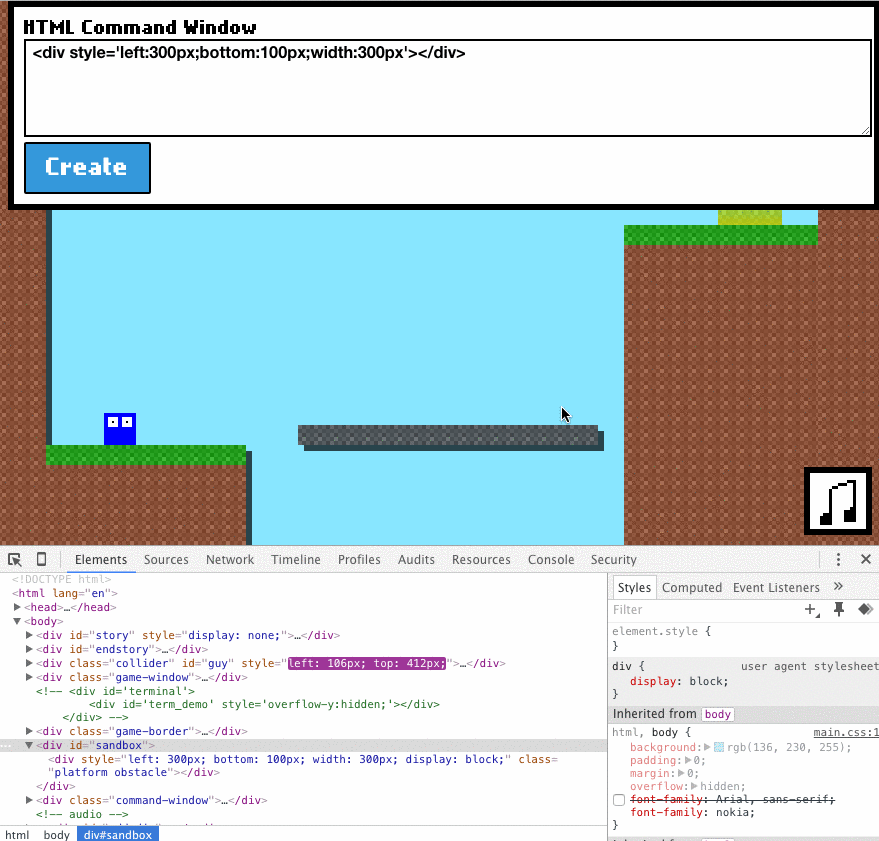 HTML Command Window
<div style='left:300px;bottom:100px;width:300px'></div>
Create
Elements Sources Network Timeline Profiles Audits Resources Console Security
<!DOCTYPE html>
<html lang="en">
<head>…</head>
<body>
<div id="story" style="display: none;">…</div>
<div id="endstory">…</div>
<div class="collider" id="guy" style="left: 106px; top: 412px;">…</div>
<div class="game-window">…</div>
<!-- <div id='terminal'>
<div id='term_demo' style='overflow-y:hidden;'></div>
</div> -->
<div class="game-border">…</div>
<div id="sandbox">
<div style="left: 300px; bottom: 100px; width: 300px; display: block;" class=
"platform obstacle"></div>
</div>
<div class="command-window">…</div>
<!-- audio -->
html body div#sandbox
Styles Computed Event Listeners »
Filter
element.style {
}
div { user agent stylesheet
display: block;
}
Inherited from body
html, body { main.css:1
background: rgb(136, 230, 255);
padding: 0;
margin: 0;
overflow: hidden;
font-family: Arial, sans-serif;
font-family: nokia;
}